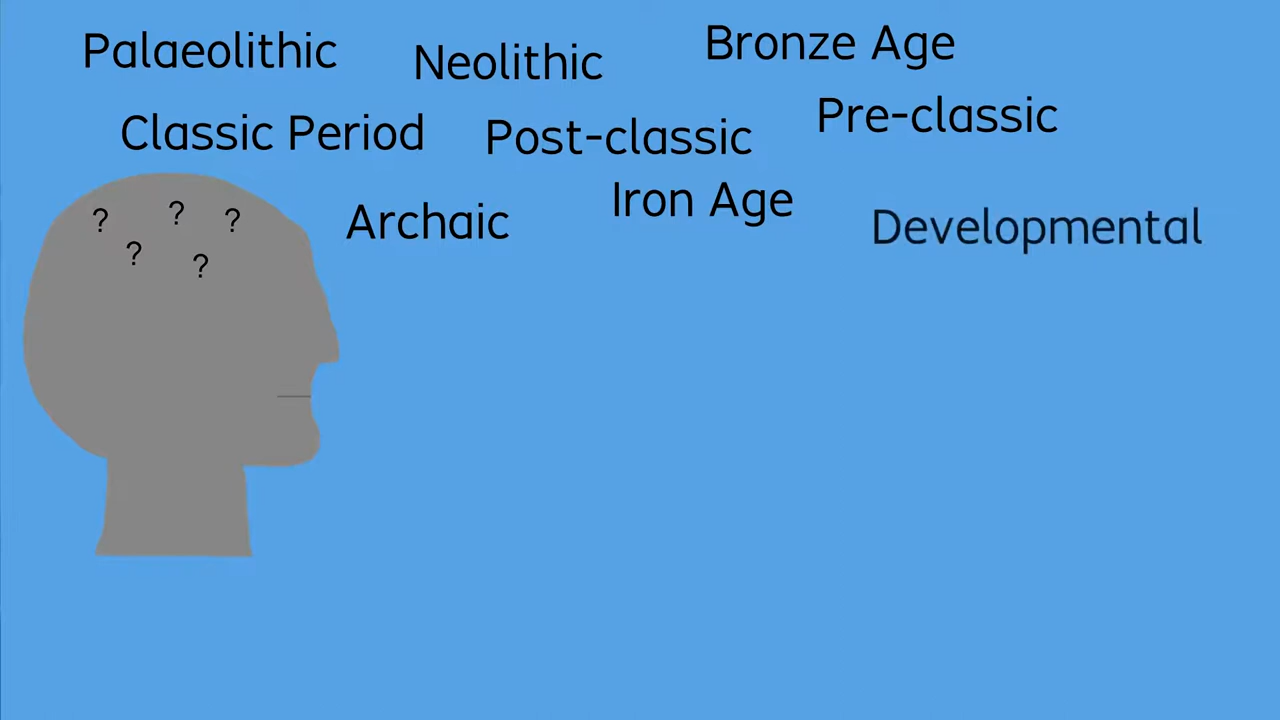 Palaeolithic
Neolithic
Bronze Age
Classic Period
Post-classic
Pre-classic
Archaic
Iron Age
Developmental
? ? ?
? ?